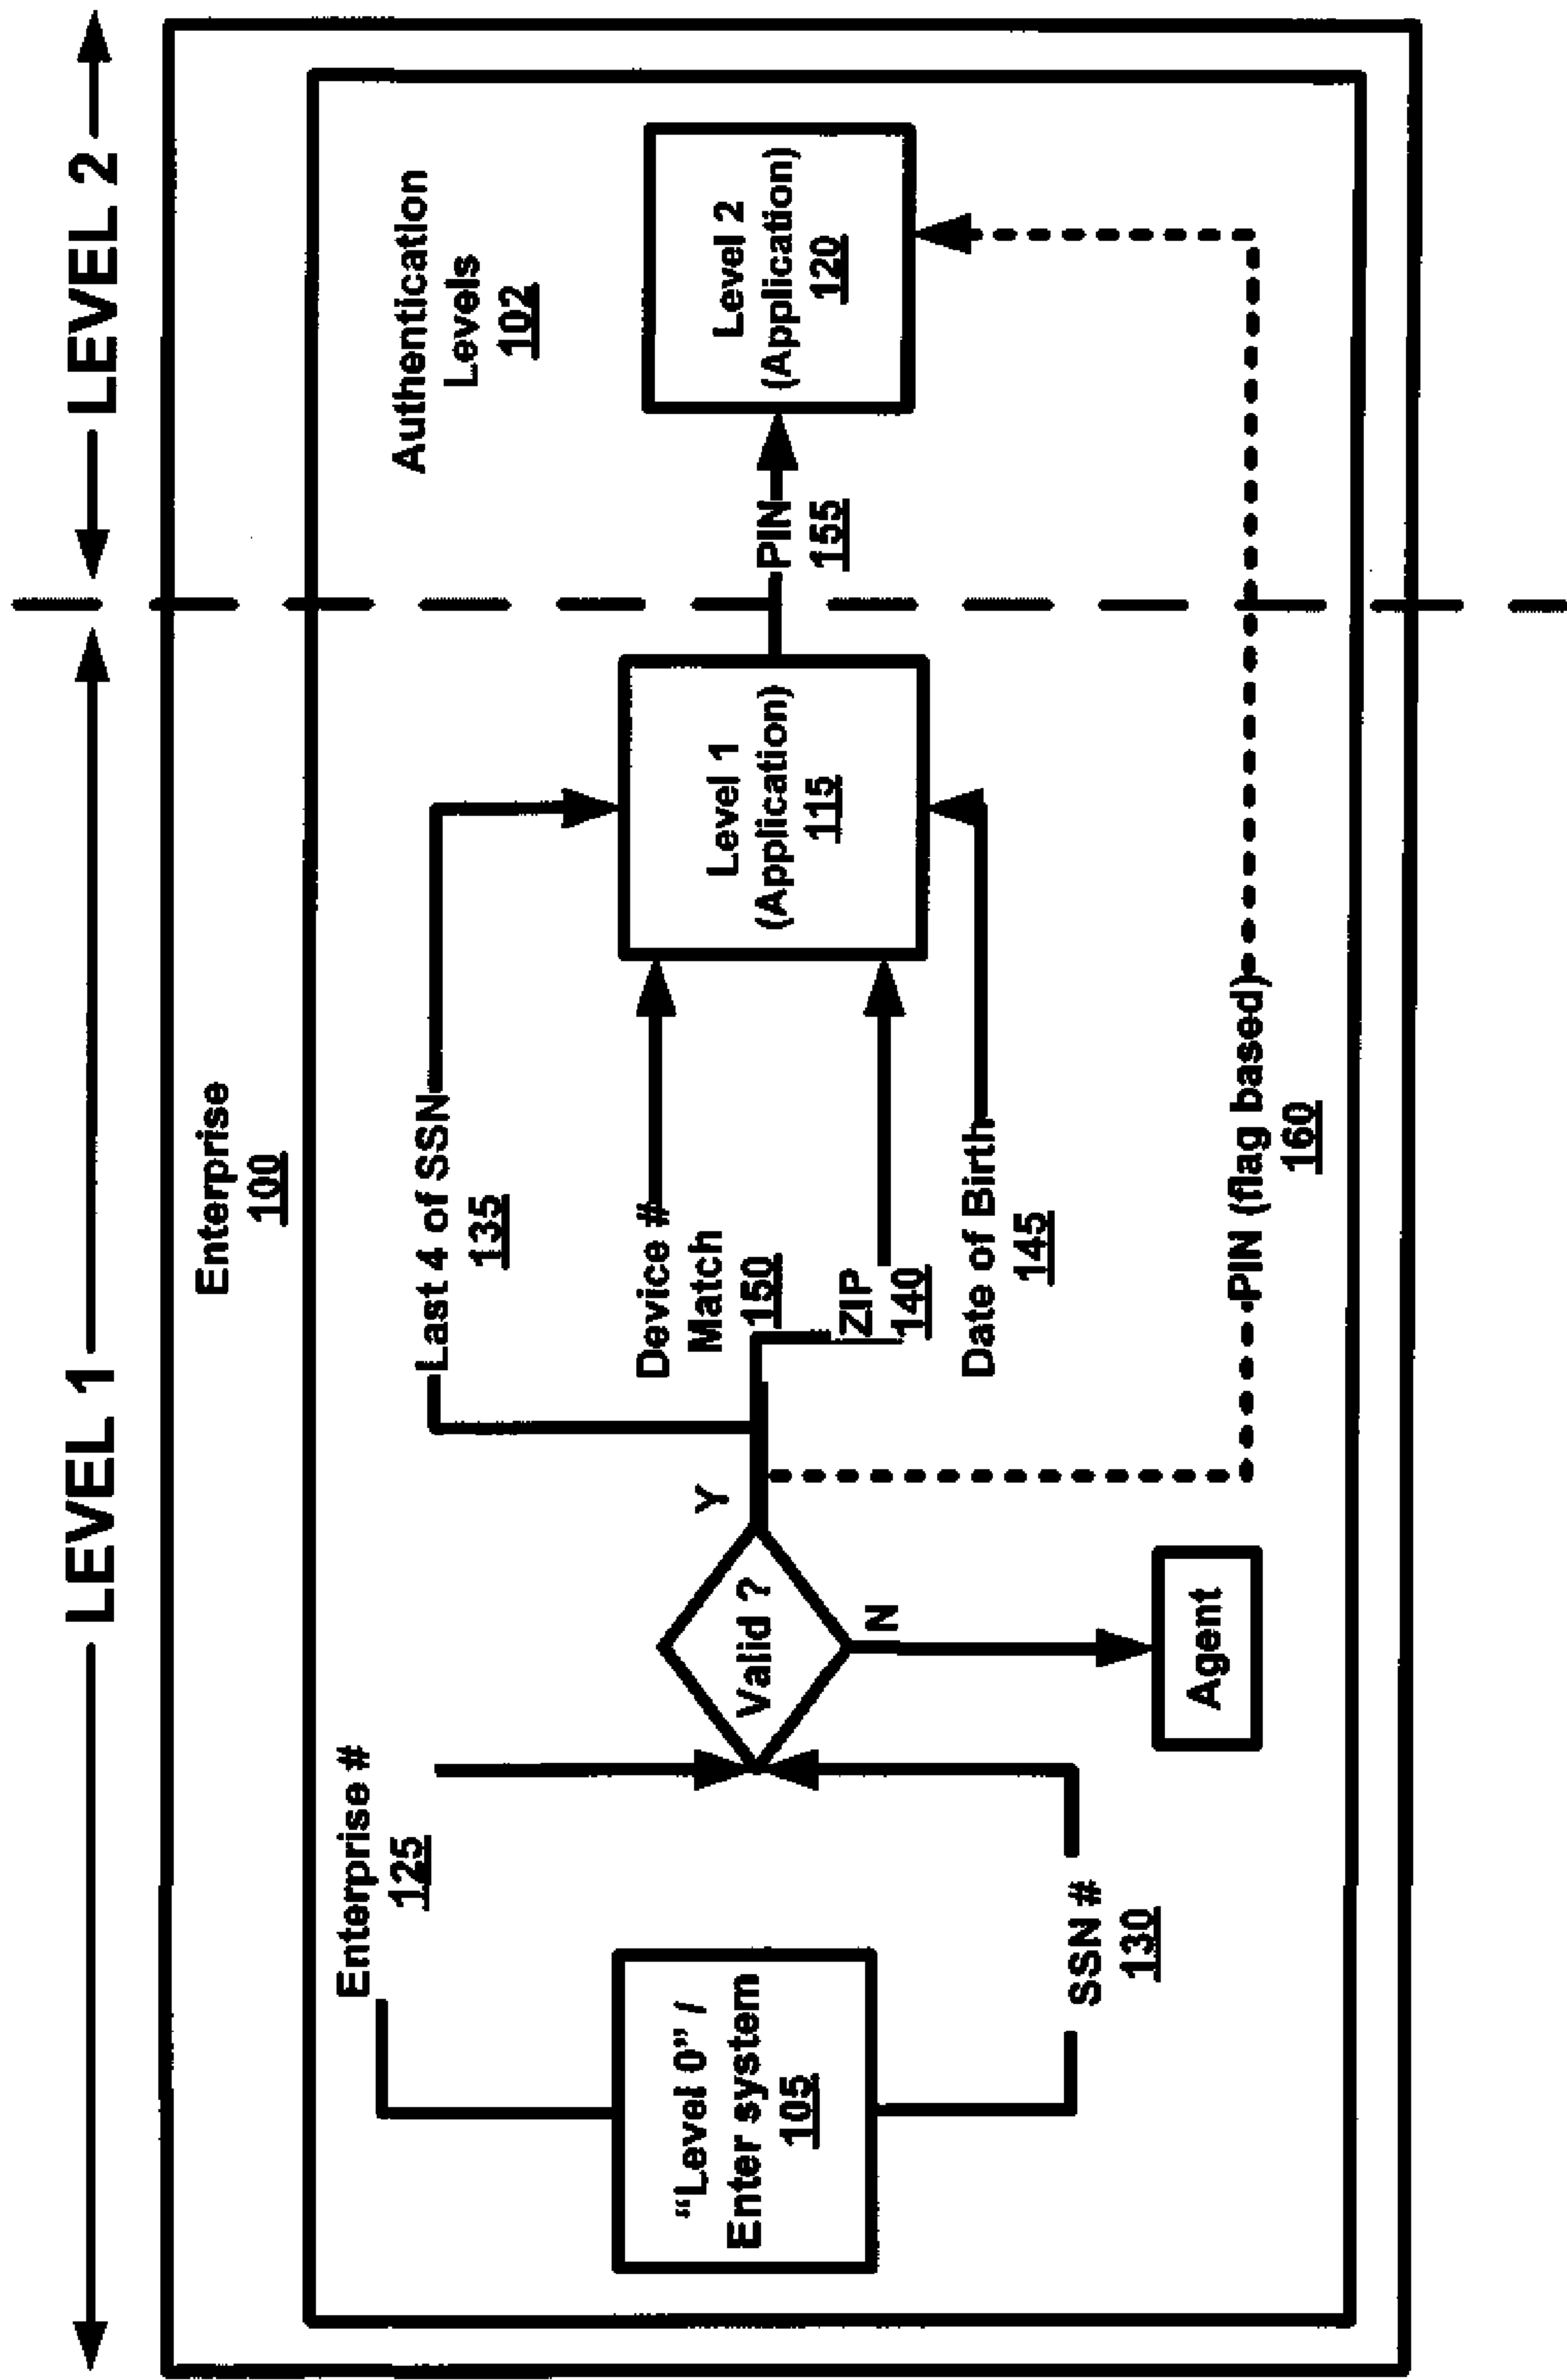 LEVEL 1
LEVEL 2
Enterprise
100
Authentication
Levels
102
Enterprise #
125
"Level 0" /
Enter system
105
SSN #
130
Valid ?
Y
N
Agent
Last 4 of SSN
135
Device #
Match
150
ZIP
140
Date of Birth
145
Level 1
(Application)
115
PIN
155
Level 2
(Application)
120
PIN (flag based)
160